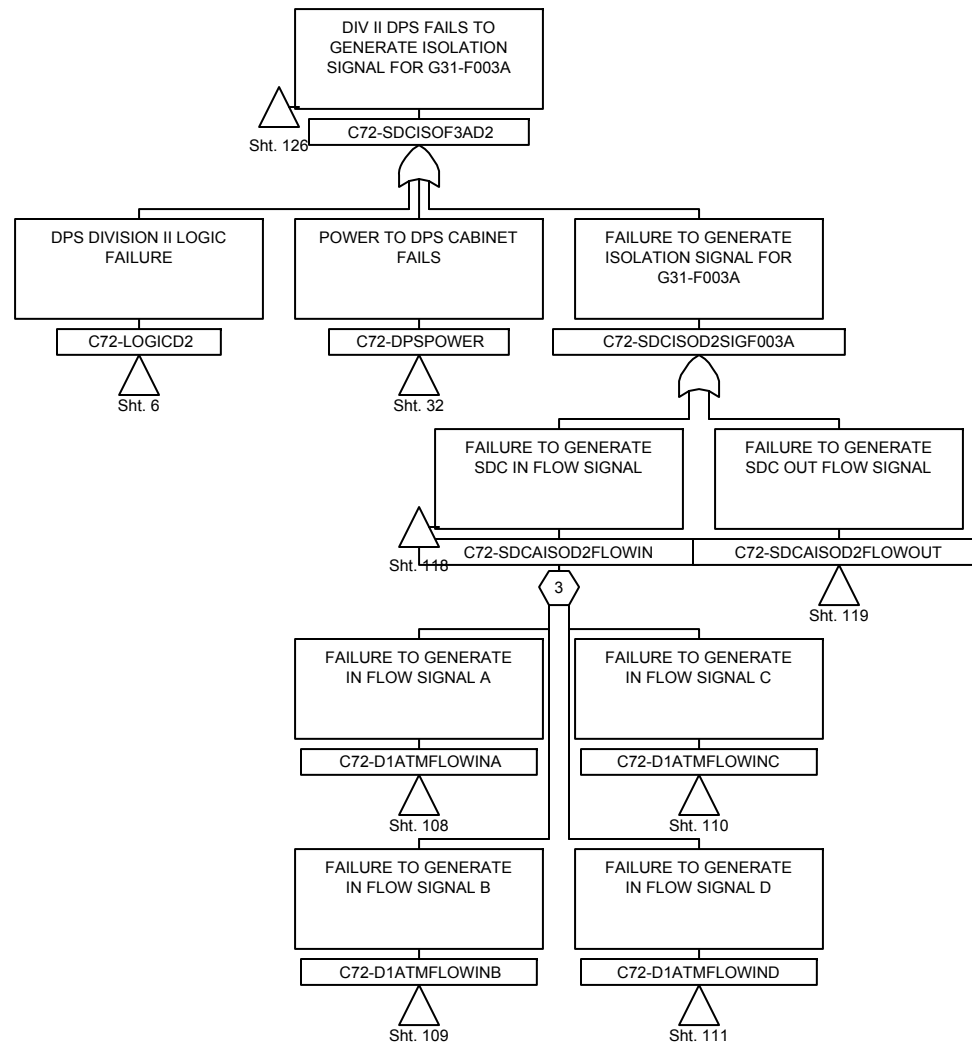 DIV II DPS FAILS TO
GENERATE ISOLATION
SIGNAL FOR G31-F003A
Sht. 126
C72-SDCISOF3AD2
DPS DIVISION II LOGIC
FAILURE
C72-LOGICD2
Sht. 6
POWER TO DPS CABINET
FAILS
C72-DPSPOWER
Sht. 32
FAILURE TO GENERATE
ISOLATION SIGNAL FOR
G31-F003A
C72-SDCISOD2SIGF003A
FAILURE TO GENERATE
SDC IN FLOW SIGNAL
Sht. 118
C72-SDCAISOD2FLOWIN
3
FAILURE TO GENERATE
SDC OUT FLOW SIGNAL
C72-SDCAISOD2FLOWOUT
Sht. 119
FAILURE TO GENERATE
IN FLOW SIGNAL A
C72-D1ATMFLOWINA
Sht. 108
FAILURE TO GENERATE
IN FLOW SIGNAL C
C72-D1ATMFLOWINC
Sht. 110
FAILURE TO GENERATE
IN FLOW SIGNAL B
C72-D1ATMFLOWINB
Sht. 109
FAILURE TO GENERATE
IN FLOW SIGNAL D
C72-D1ATMFLOWIND
Sht. 111